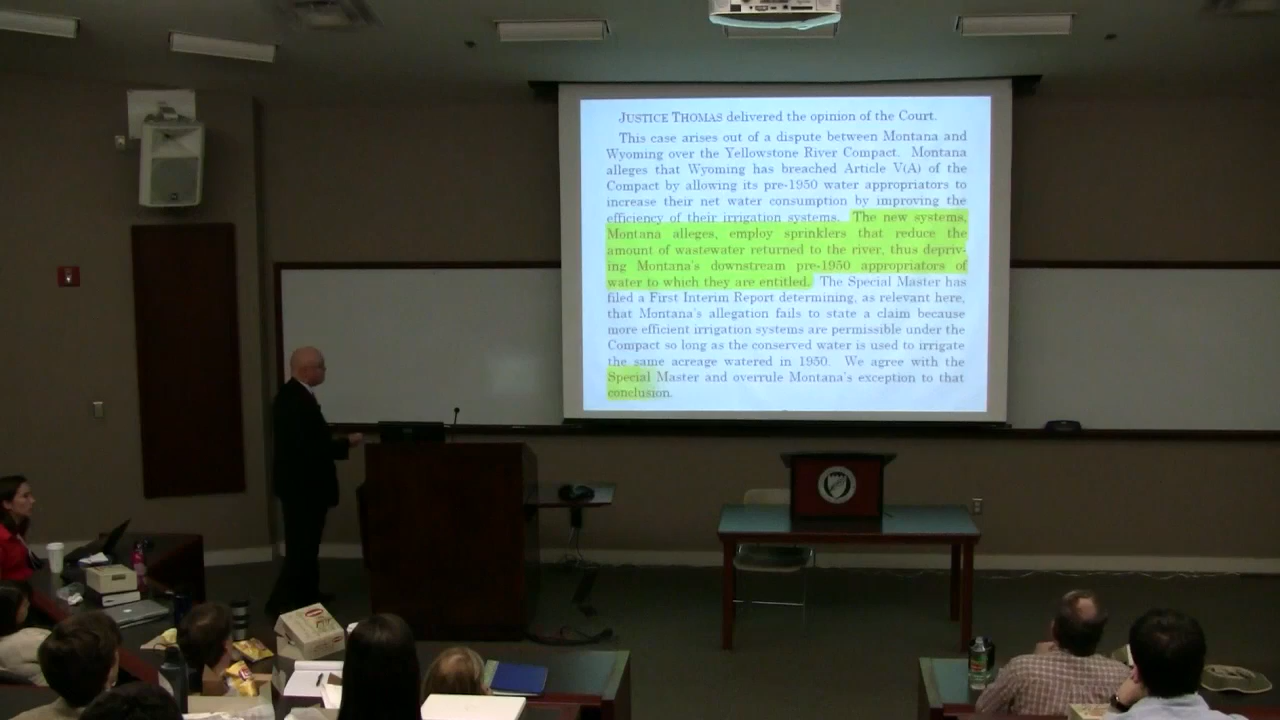 JUSTICE THOMAS delivered the opinion of the Court.
This case arises out of a dispute between Montana and
Wyoming over the Yellowstone River Compact. Montana
alleges that Wyoming has breached Article V(A) of the
Compact by allowing its pre-1950 water appropriators to
increase their net water consumption by improving the
efficiency of their irrigation systems. The new systems,
Montana alleges, employ sprinklers that reduce the
amount of wastewater returned to the river, thus depriv-
ing Montana's downstream pre-1950 appropriators of
water to which they are entitled. The Special Master has
filed a First Interim Report determining, as relevant here,
that Montana's allegation fails to state a claim because
more efficient irrigation systems are permissible under the
Compact so long as the conserved water is used to irrigate
the same acreage watered in 1950. We agree with the
Special Master and overrule Montana's exception to that
conclusion.